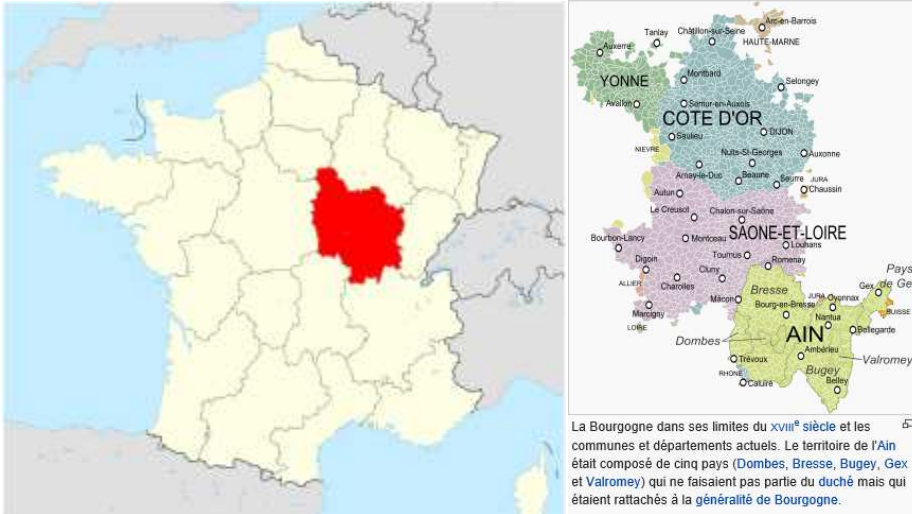 Arc-en-Barrois
Châtillon-sur-Seine
Tanlay
HAUTE-MARNE
Auxerre
YONNE
Montbard
Selongey
Avallon
Semur-en-Auxois
CÔTE D'OR
DIJON
Saulieu
NIEVRE
Nuits-St-Georges
Auxonne
Arnay-le-Duc
Beaune
Seurre
JURA
Chaussin
Autun
Le Creusot
Chalon-sur-Saône
SAÔNE-ET-LOIRE
Bourbon-Lancy
Montceau
Louhans
Digoin
Tournus
Romenay
Cluny
ALLIER
Charolles
Pays
de Ge
Bresse
Gex
Mâcon
JURA
Oyonnax
Marcigny
Bourg-en-Bresse
SUISSE
LOIRE
Nantua
AIN
Bellegarde
Dombes
Ambérieu
Trévoux
Valromey
RHONE
Bugey
Caluire
Belley
La Bourgogne dans ses limites du XVIIIe siècle et les
communes et départements actuels. Le territoire de l'Ain
était composé de cinq pays (Dombes, Bresse, Bugey, Gex
et Valromey) qui ne faisaient pas partie du duché mais qui
étaient rattachés à la généralité de Bourgogne.